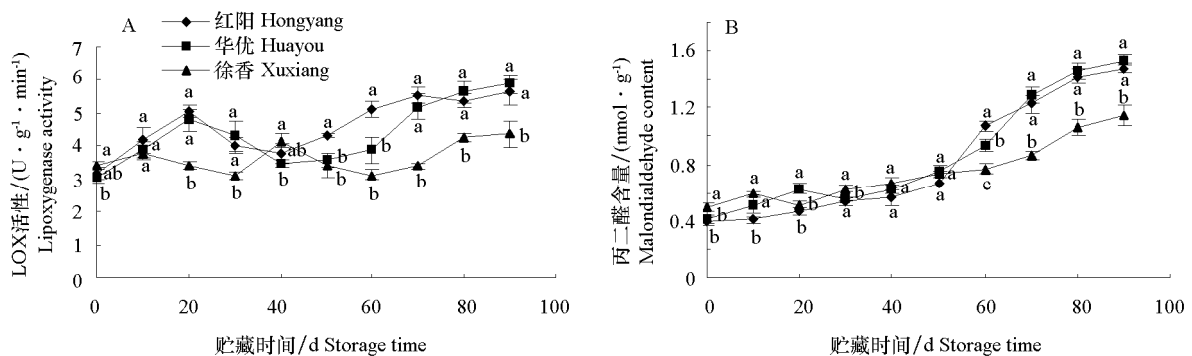 A
红阳 Hongyang
华优 Huayou
徐香 Xuxiang
LOX活性/(U · g⁻¹ · min⁻¹)
Lipoxygenase activity
7
6
5
4
3
2
1
0
a ab b
a a a
a a b
a a b
a ab b
a b b
a b b
a a b
a a b
a a b
0 20 40 60 80 100
贮藏时间/d Storage time
B
丙二醛含量/(nmol · g⁻¹)
Malondialdehyde content
1.6
1.2
0.8
0.4
0
a b b
a a b
a b b
a b a
a a a
a a a
a b c
a a b
a a b
a a b
0 20 40 60 80 100
贮藏时间/d Storage time